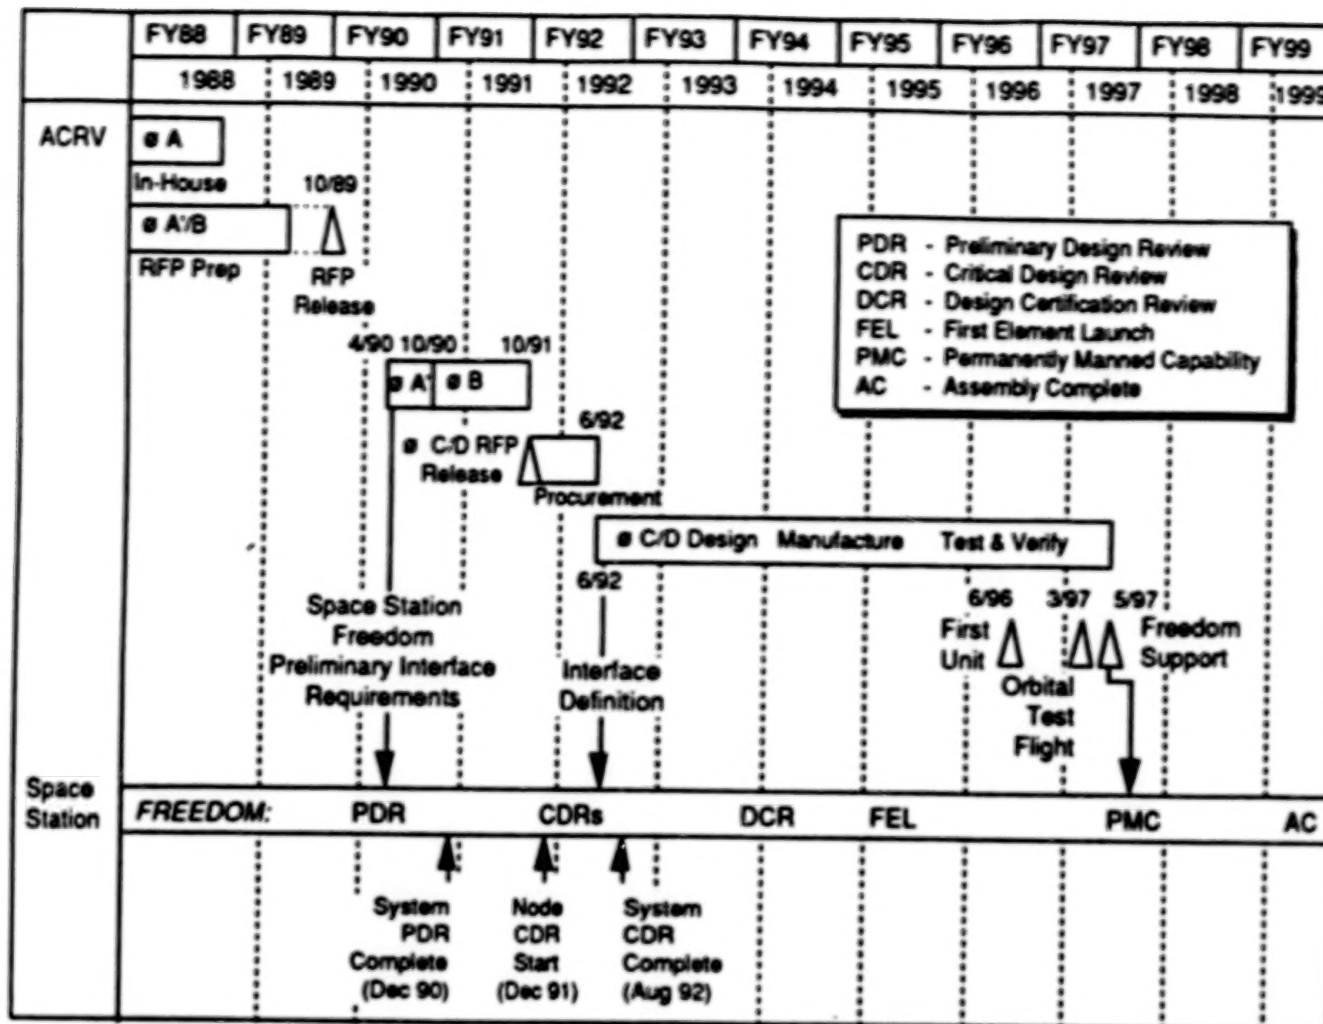 FY88 FY89 FY90 FY91 FY92 FY93 FY94 FY95 FY96 FY97 FY98 FY99
1988 1989 1990 1991 1992 1993 1994 1995 1996 1997 1998 1999
ACRV
ø A
In-House
10/89
ø A'/B
RFP Prep
RFP
Release
PDR - Preliminary Design Review
CDR - Critical Design Review
DCR - Design Certification Review
FEL - First Element Launch
PMC - Permanently Manned Capability
AC - Assembly Complete
4/90 10/90 10/91
ø A' ø B
6/92
ø C/D RFP
Release
Procurement
ø C/D Design Manufacture Test & Verify
6/92
Space Station
Freedom
Preliminary Interface
Requirements
Interface
Definition
6/96 3/97 5/97
First
Unit
Freedom
Support
Orbital
Test
Flight
Space
Station
FREEDOM: PDR CDRs DCR FEL PMC AC
System
PDR
Complete
(Dec 90)
Node
CDR
Start
(Dec 91)
System
CDR
Complete
(Aug 92)